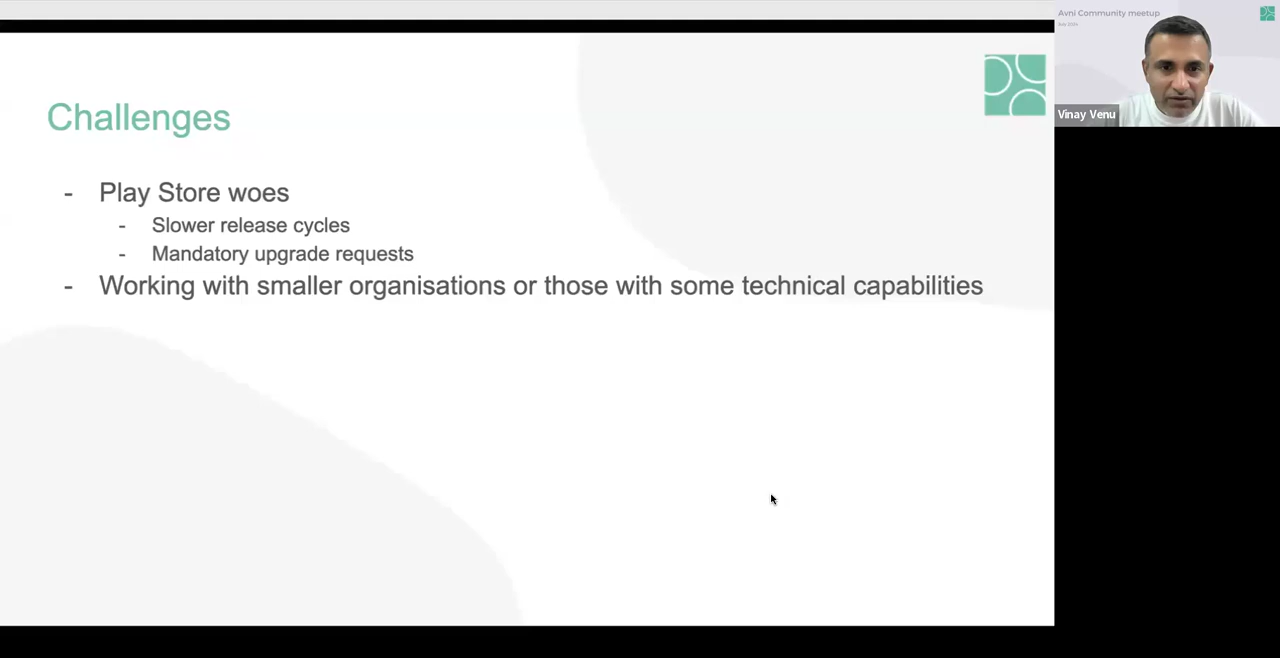 Challenges
- Play Store woes
- Slower release cycles
- Mandatory upgrade requests
- Working with smaller organisations or those with some technical capabilities
Avni Community meetup
Vinay Venu